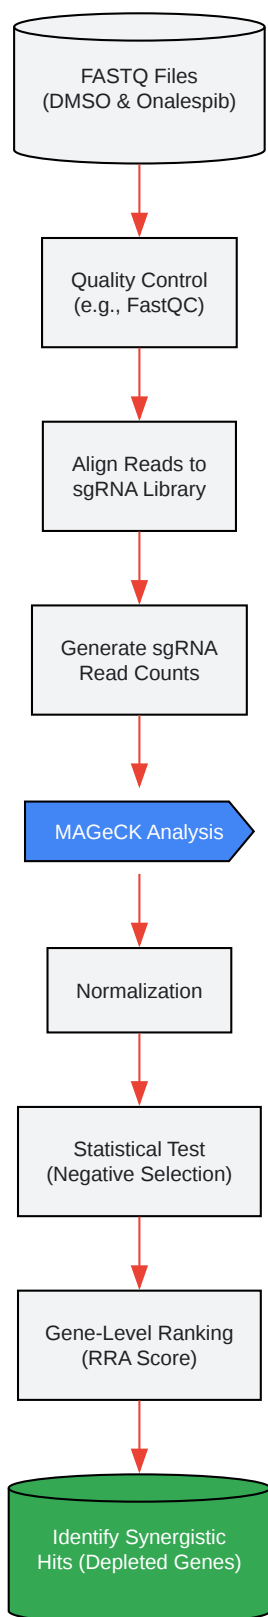 FASTQ Files
(DMSO & Onalespib)
Quality Control
(e.g., FastQC)
Align Reads to
sgRNA Library
Generate sgRNA
Read Counts
MAGeCK Analysis
Normalization
Statistical Test
(Negative Selection)
Gene-Level Ranking
(RRA Score)
Identify Synergistic
Hits (Depleted Genes)